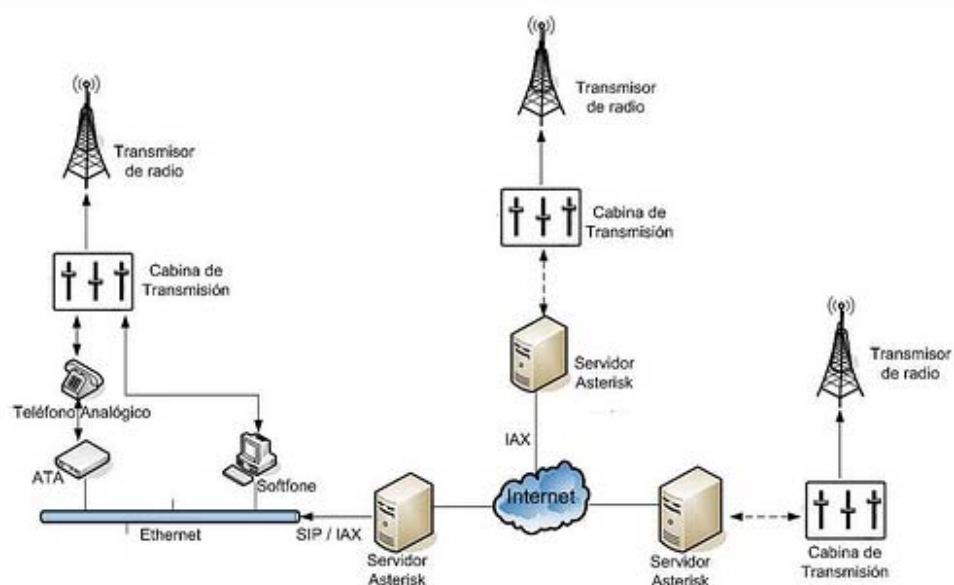 Transmisor
de radio
Transmisor
de radio
Cabina de
Transmisión
Cabina de
Transmisión
Servidor
Asterisk
Transmisor
de radio
Teléfono Analógico
IAX
ATA
Softfone
Internet
Ethernet
SIP / IAX
Servidor
Asterisk
Servidor
Asterisk
Cabina de
Transmisión